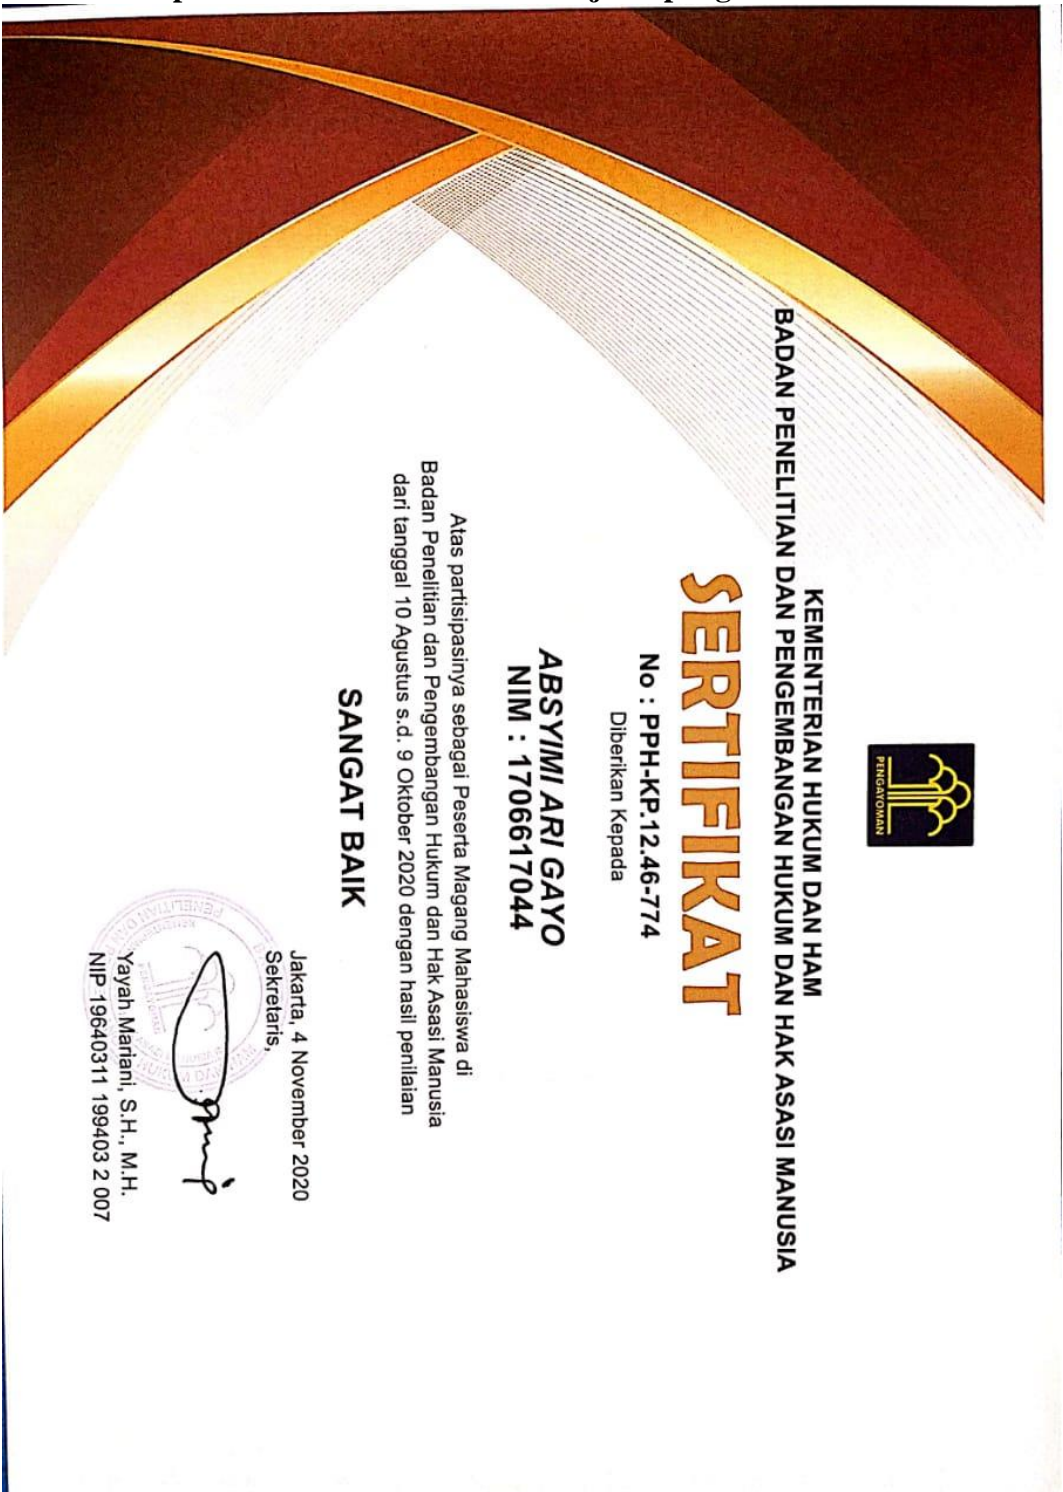 PENGAYOMAN
KEMENTERIAN HUKUM DAN HAM
BADAN PENELITIAN DAN PENGEMBANGAN HUKUM DAN HAK ASASI MANUSIA
SERTIFIKAT
No : PPH-KP.12.46-774
Diberikan Kepada
ABSYIMI ARI GAYO
NIM : 1706617044
Atas partisipasinya sebagai Peserta Magang Mahasiswa di
Badan Penelitian dan Pengembangan Hukum dan Hak Asasi Manusia
dari tanggal 10 Agustus s.d. 9 Oktober 2020 dengan hasil penilaian
SANGAT BAIK
Jakarta, 4 November 2020
Sekretaris,
Yayah Mariani, S.H., M.H.
NIP 19640311 199403 2 007